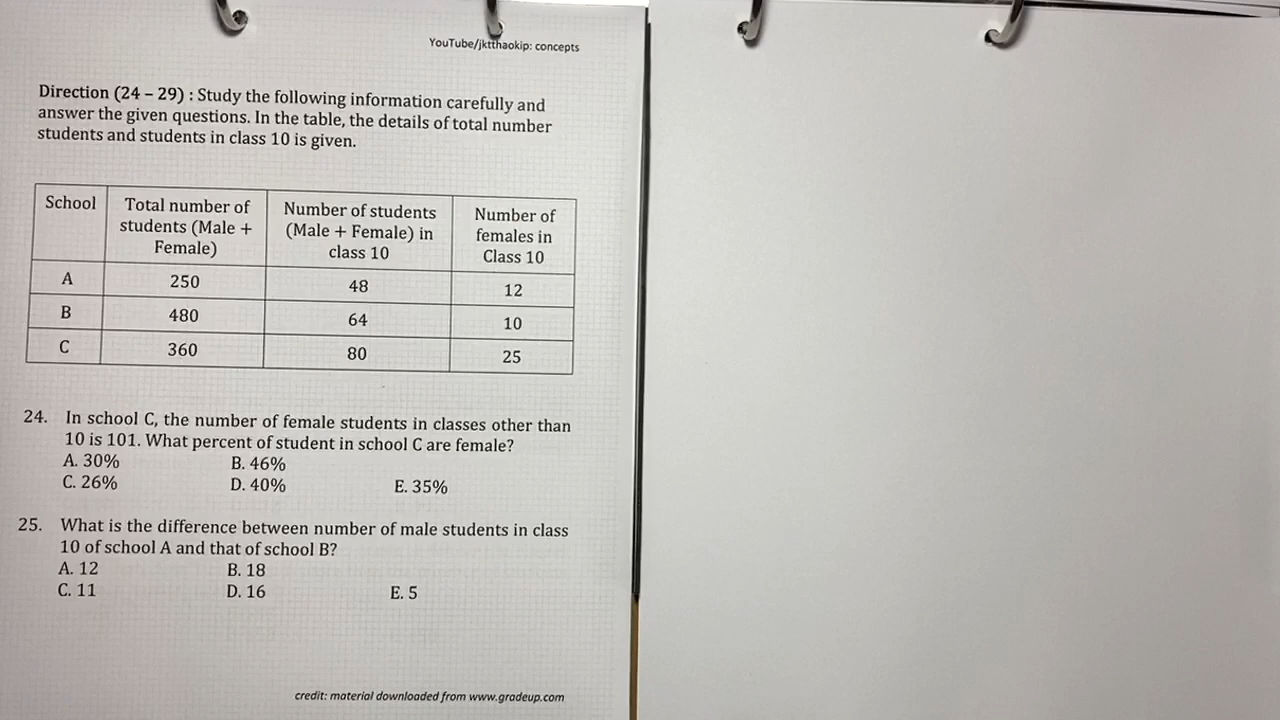 YouTube/jktthaokip: concepts
Direction (24 – 29) : Study the following information carefully and
answer the given questions. In the table, the details of total number
students and students in class 10 is given.
School | Total number of students (Male + Female) | Number of students (Male + Female) in class 10 | Number of females in Class 10
A | 250 | 48 | 12
B | 480 | 64 | 10
C | 360 | 80 | 25
24. In school C, the number of female students in classes other than
10 is 101. What percent of student in school C are female?
A. 30% B. 46%
C. 26% D. 40% E. 35%
25. What is the difference between number of male students in class
10 of school A and that of school B?
A. 12 B. 18
C. 11 D. 16 E. 5
credit: material downloaded from www.gradeup.com